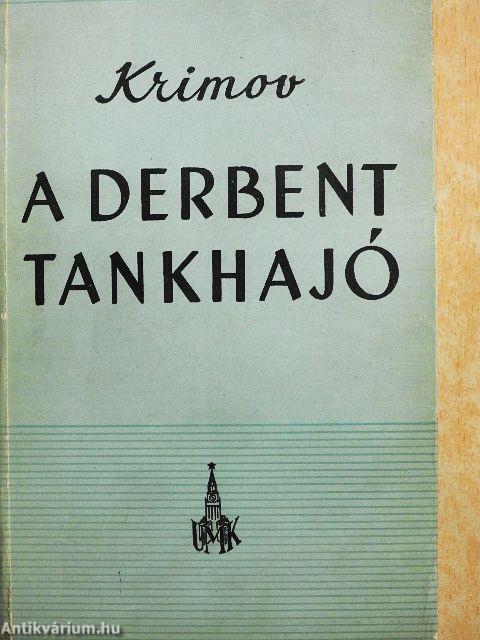 Krimov
A DERBENT
TANKHAJÓ
UMK
Antikvárium.hu